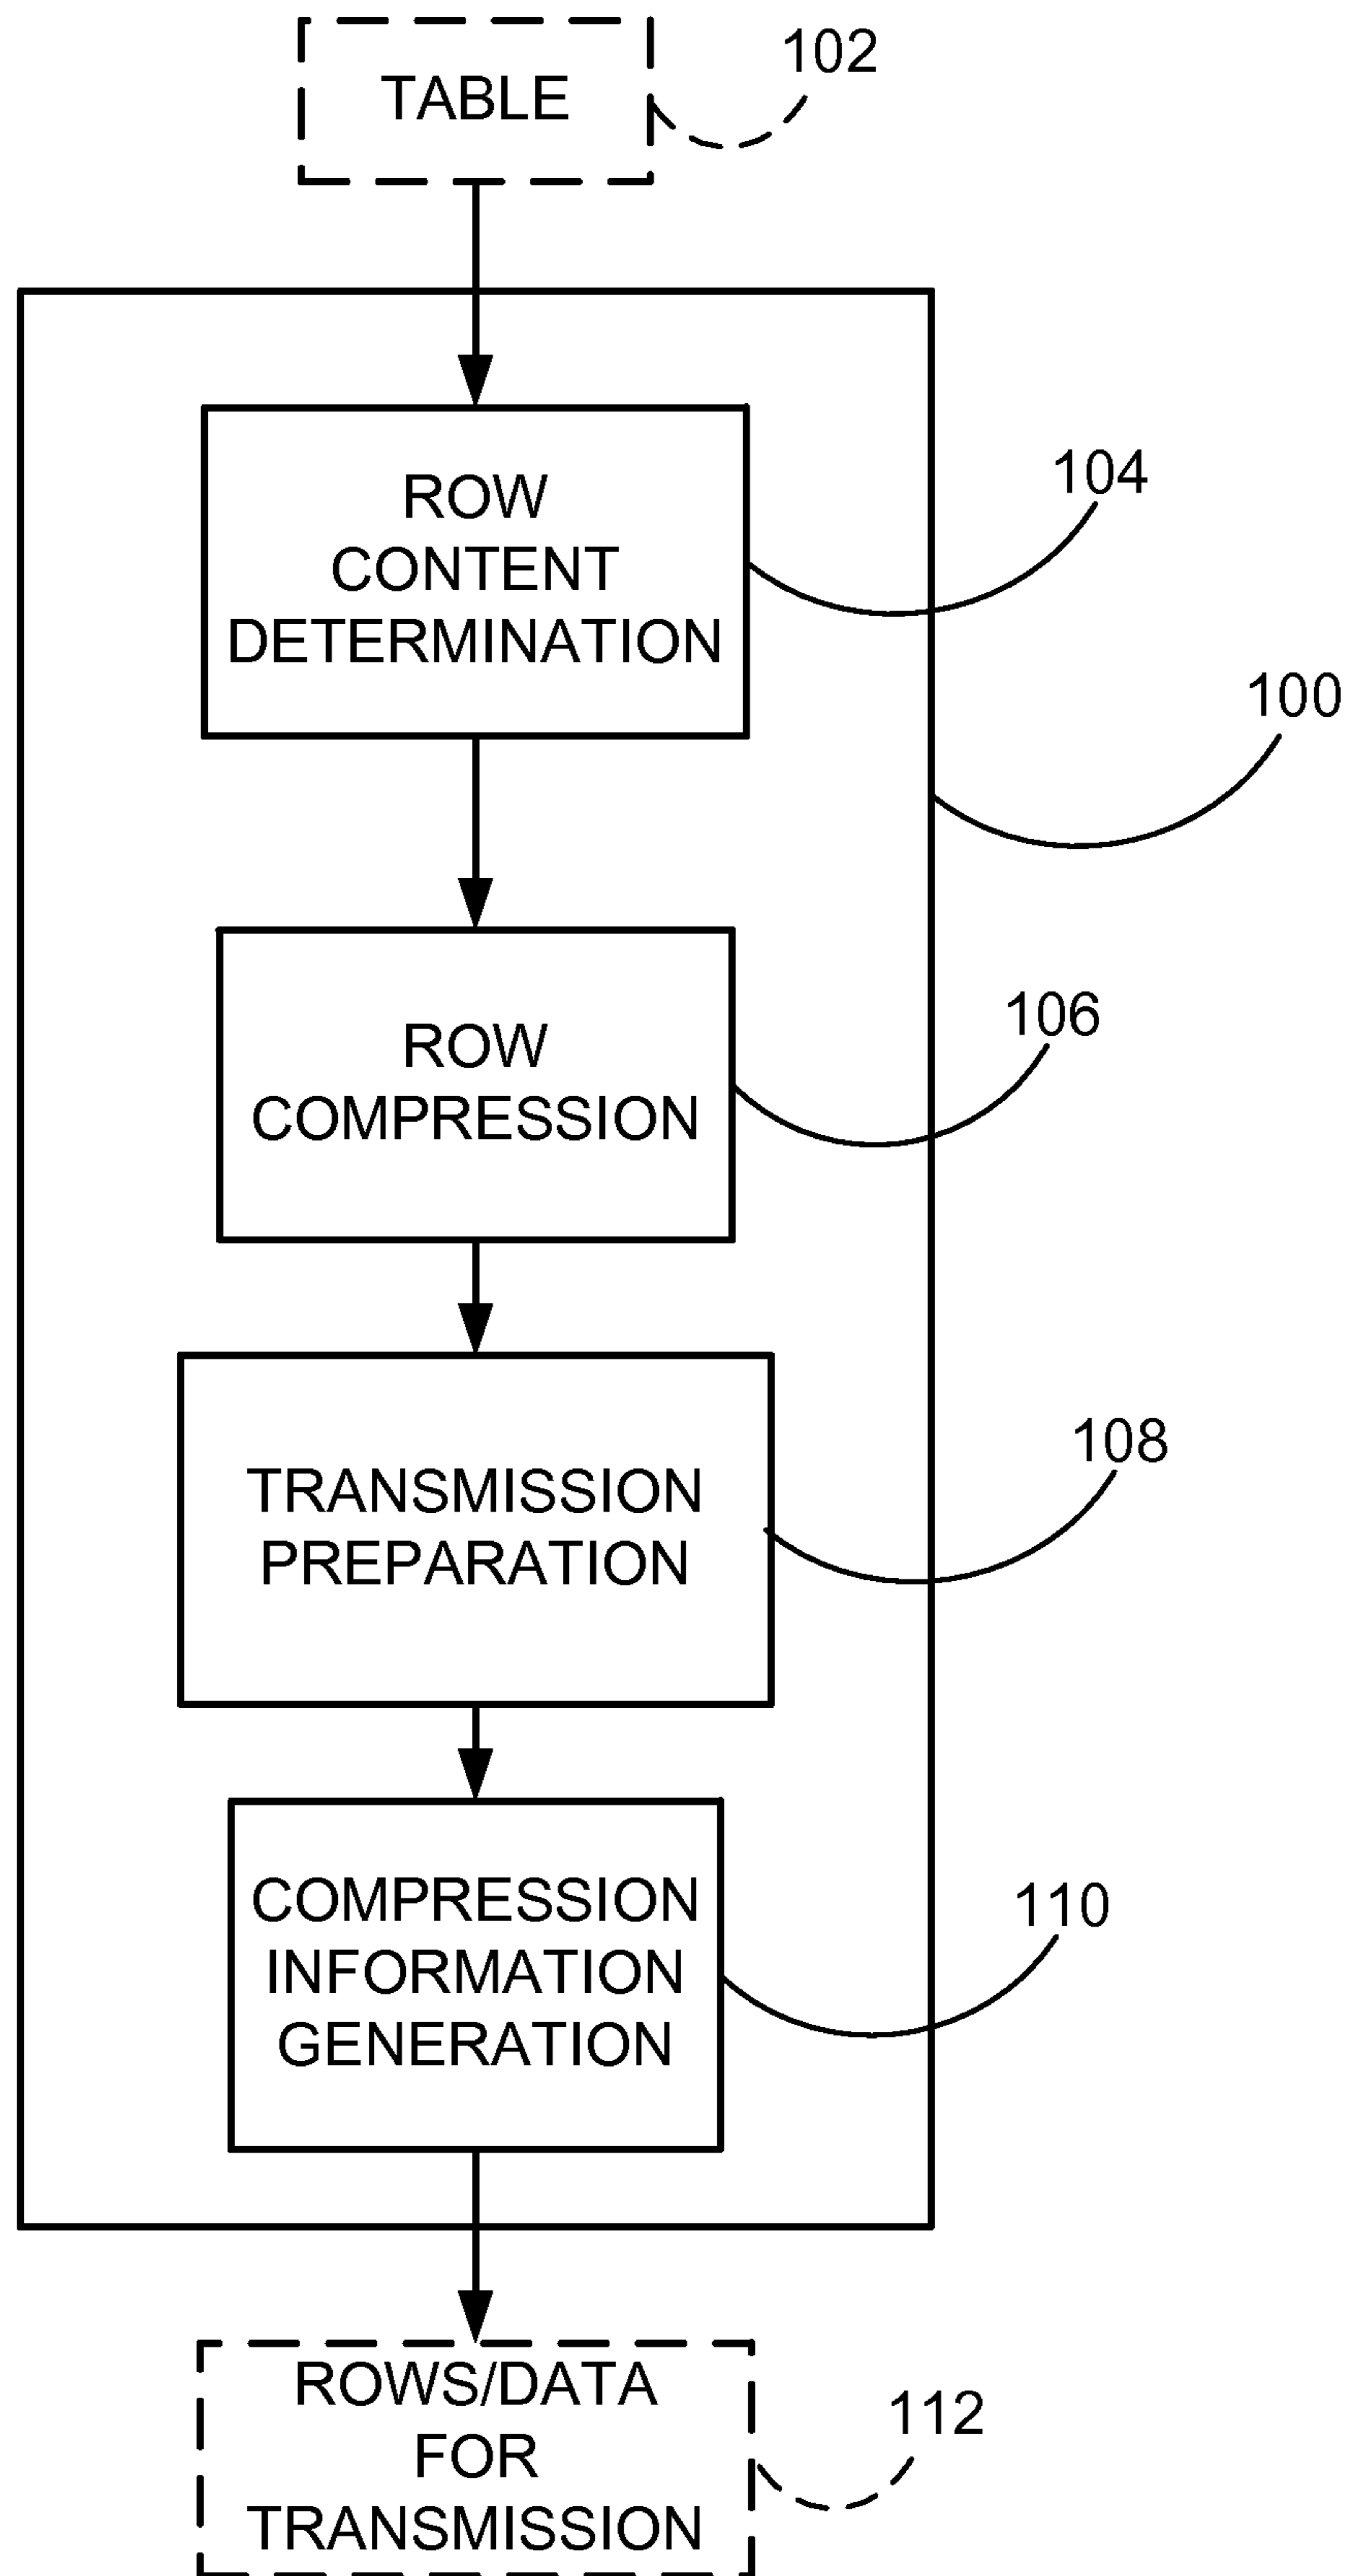 102
TABLE
104
ROW
CONTENT
DETERMINATION
100
106
ROW
COMPRESSION
108
TRANSMISSION
PREPARATION
110
COMPRESSION
INFORMATION
GENERATION
112
ROWS/DATA
FOR
TRANSMISSION